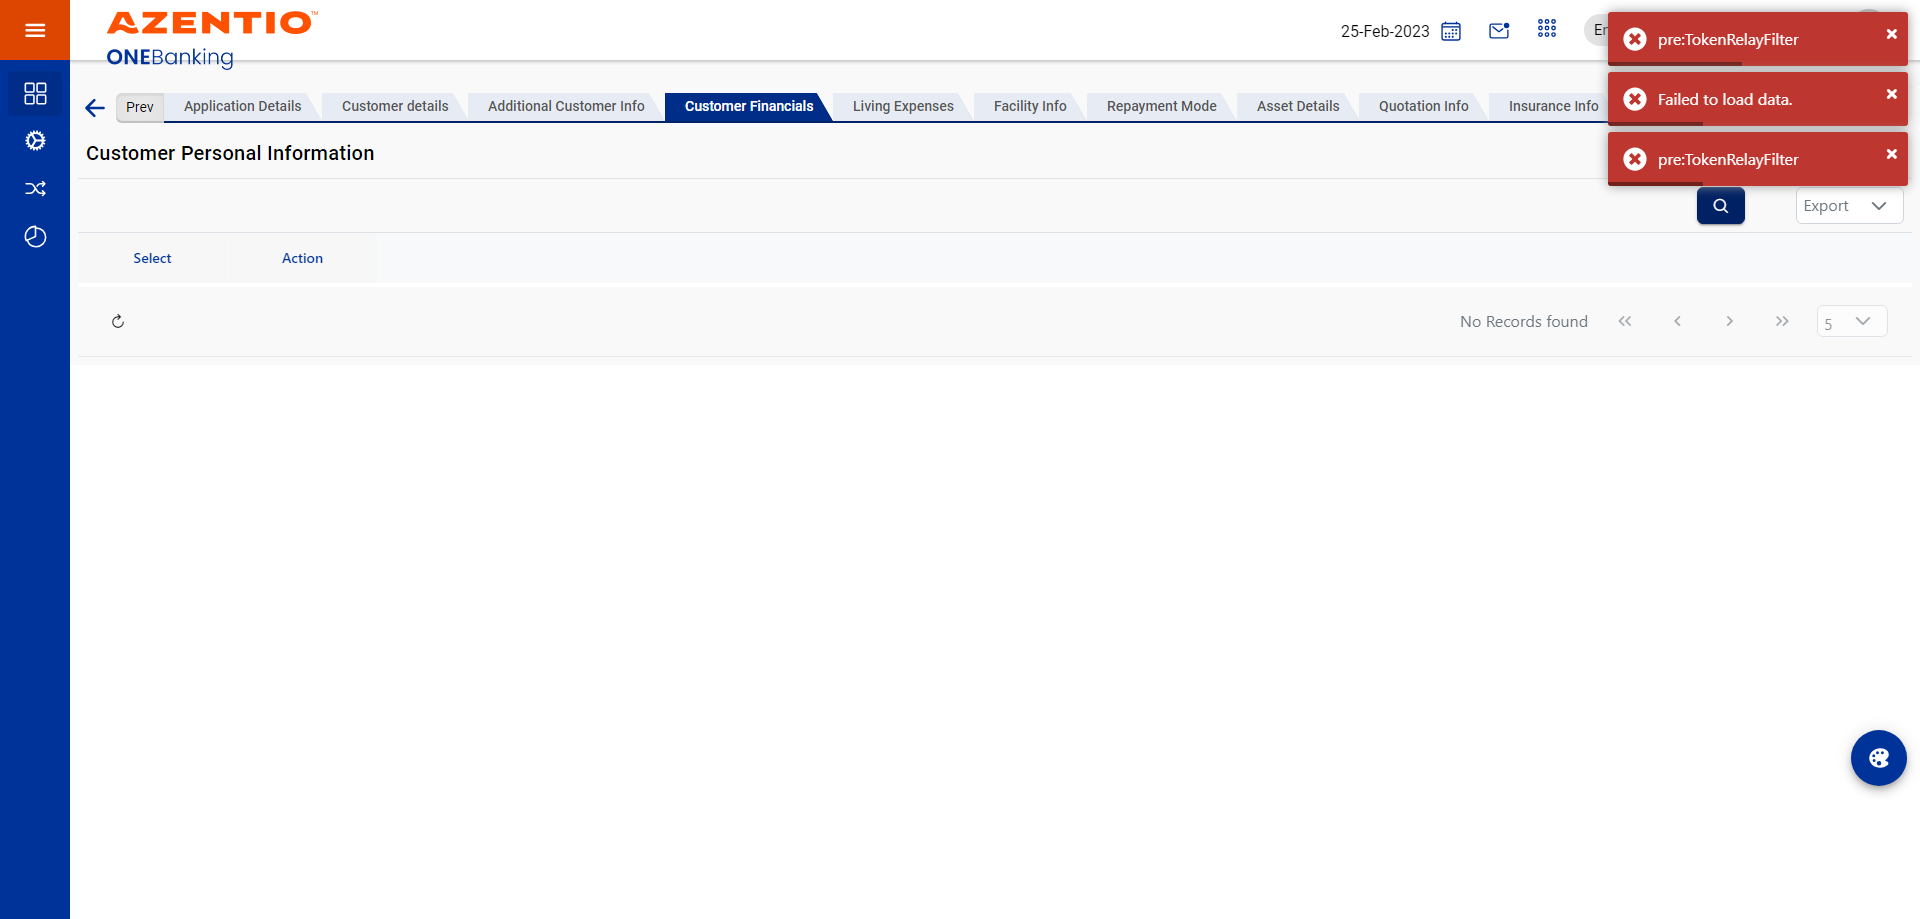 AZENTIO™
ONEBanking
25-Feb-2023
pre:TokenRelayFilter
Failed to load data.
pre:TokenRelayFilter
Prev
Application Details
Customer details
Additional Customer Info
Customer Financials
Living Expenses
Facility Info
Repayment Mode
Asset Details
Quotation Info
Insurance Info
Customer Personal Information
Export
Select
Action
No Records found
5